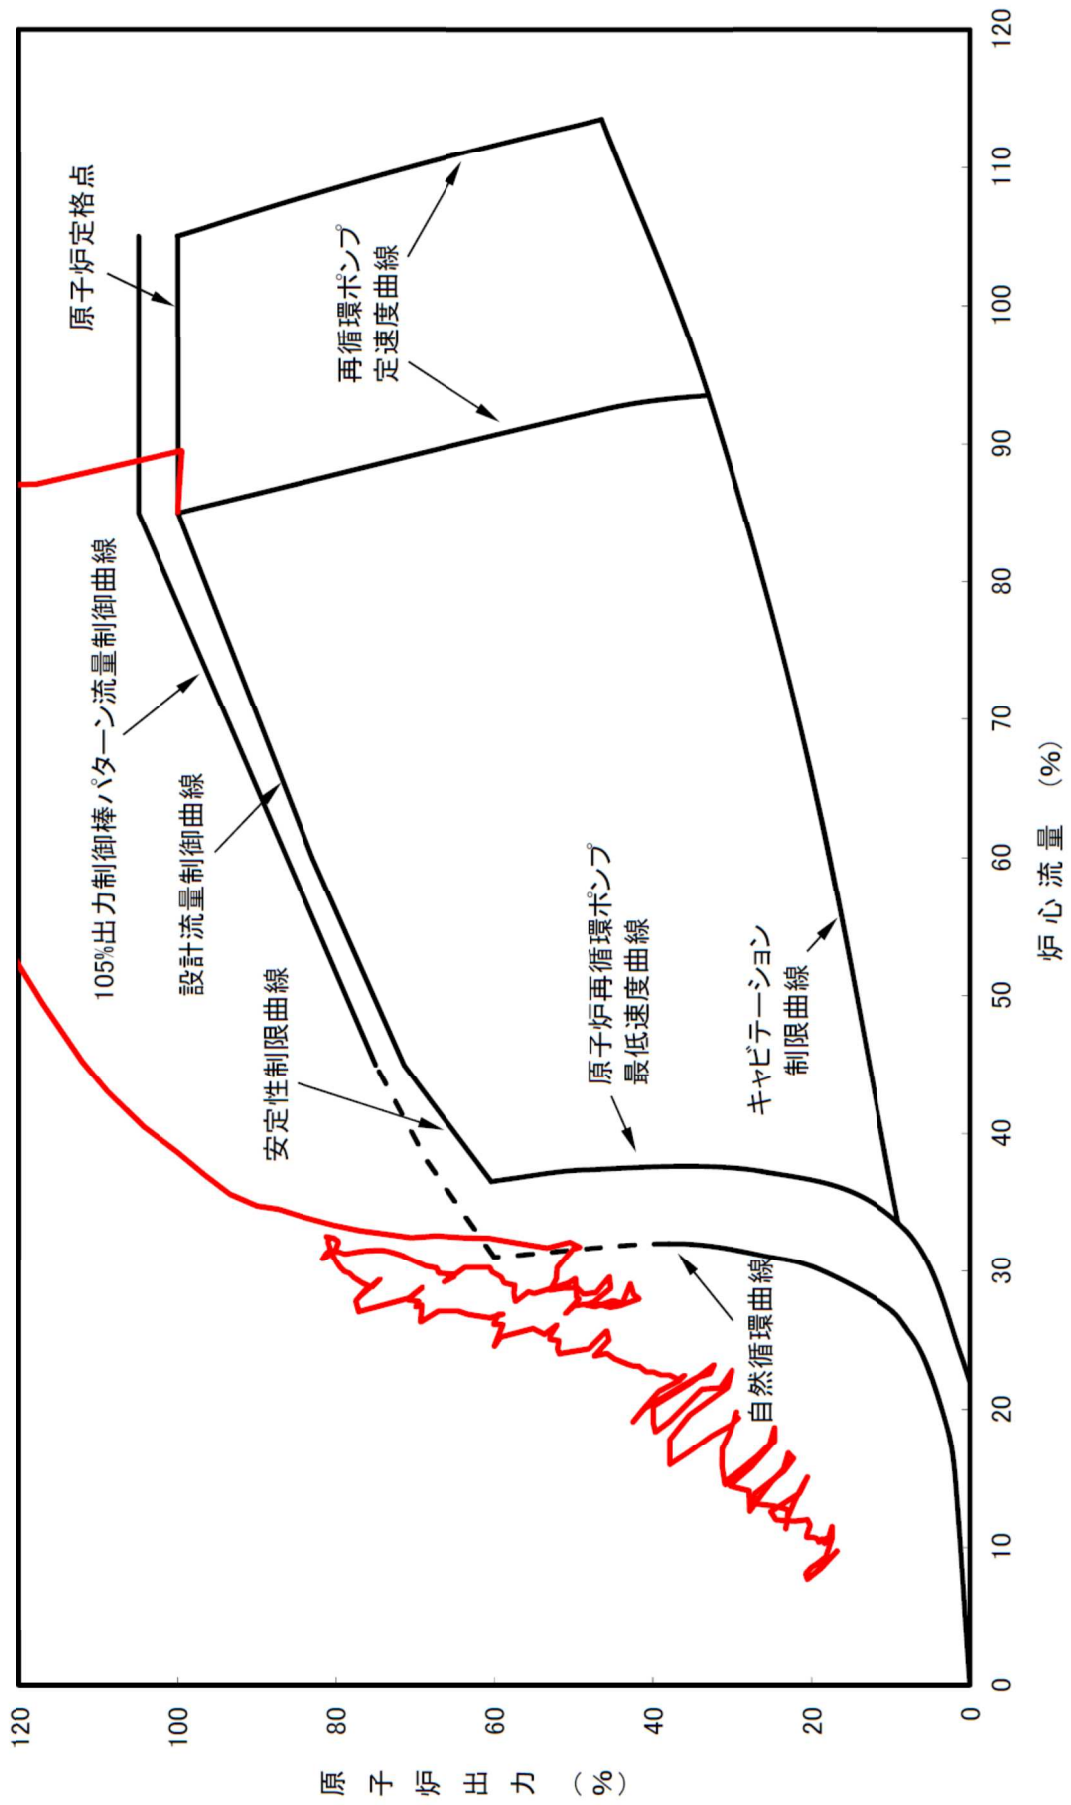 120
100
80
60
40
20
0
原子炉出力 (%)
0
10
20
30
40
50
60
70
80
90
100
110
120
炉心流量 (%)
105%出力制御棒パターン流量制御曲線
設計流量制御曲線
安定性制限曲線
原子炉定格点
再循環ポンプ
定速度曲線
原子炉再循環ポンプ
最低速度曲線
キャビテーション
制限曲線
自然循環曲線